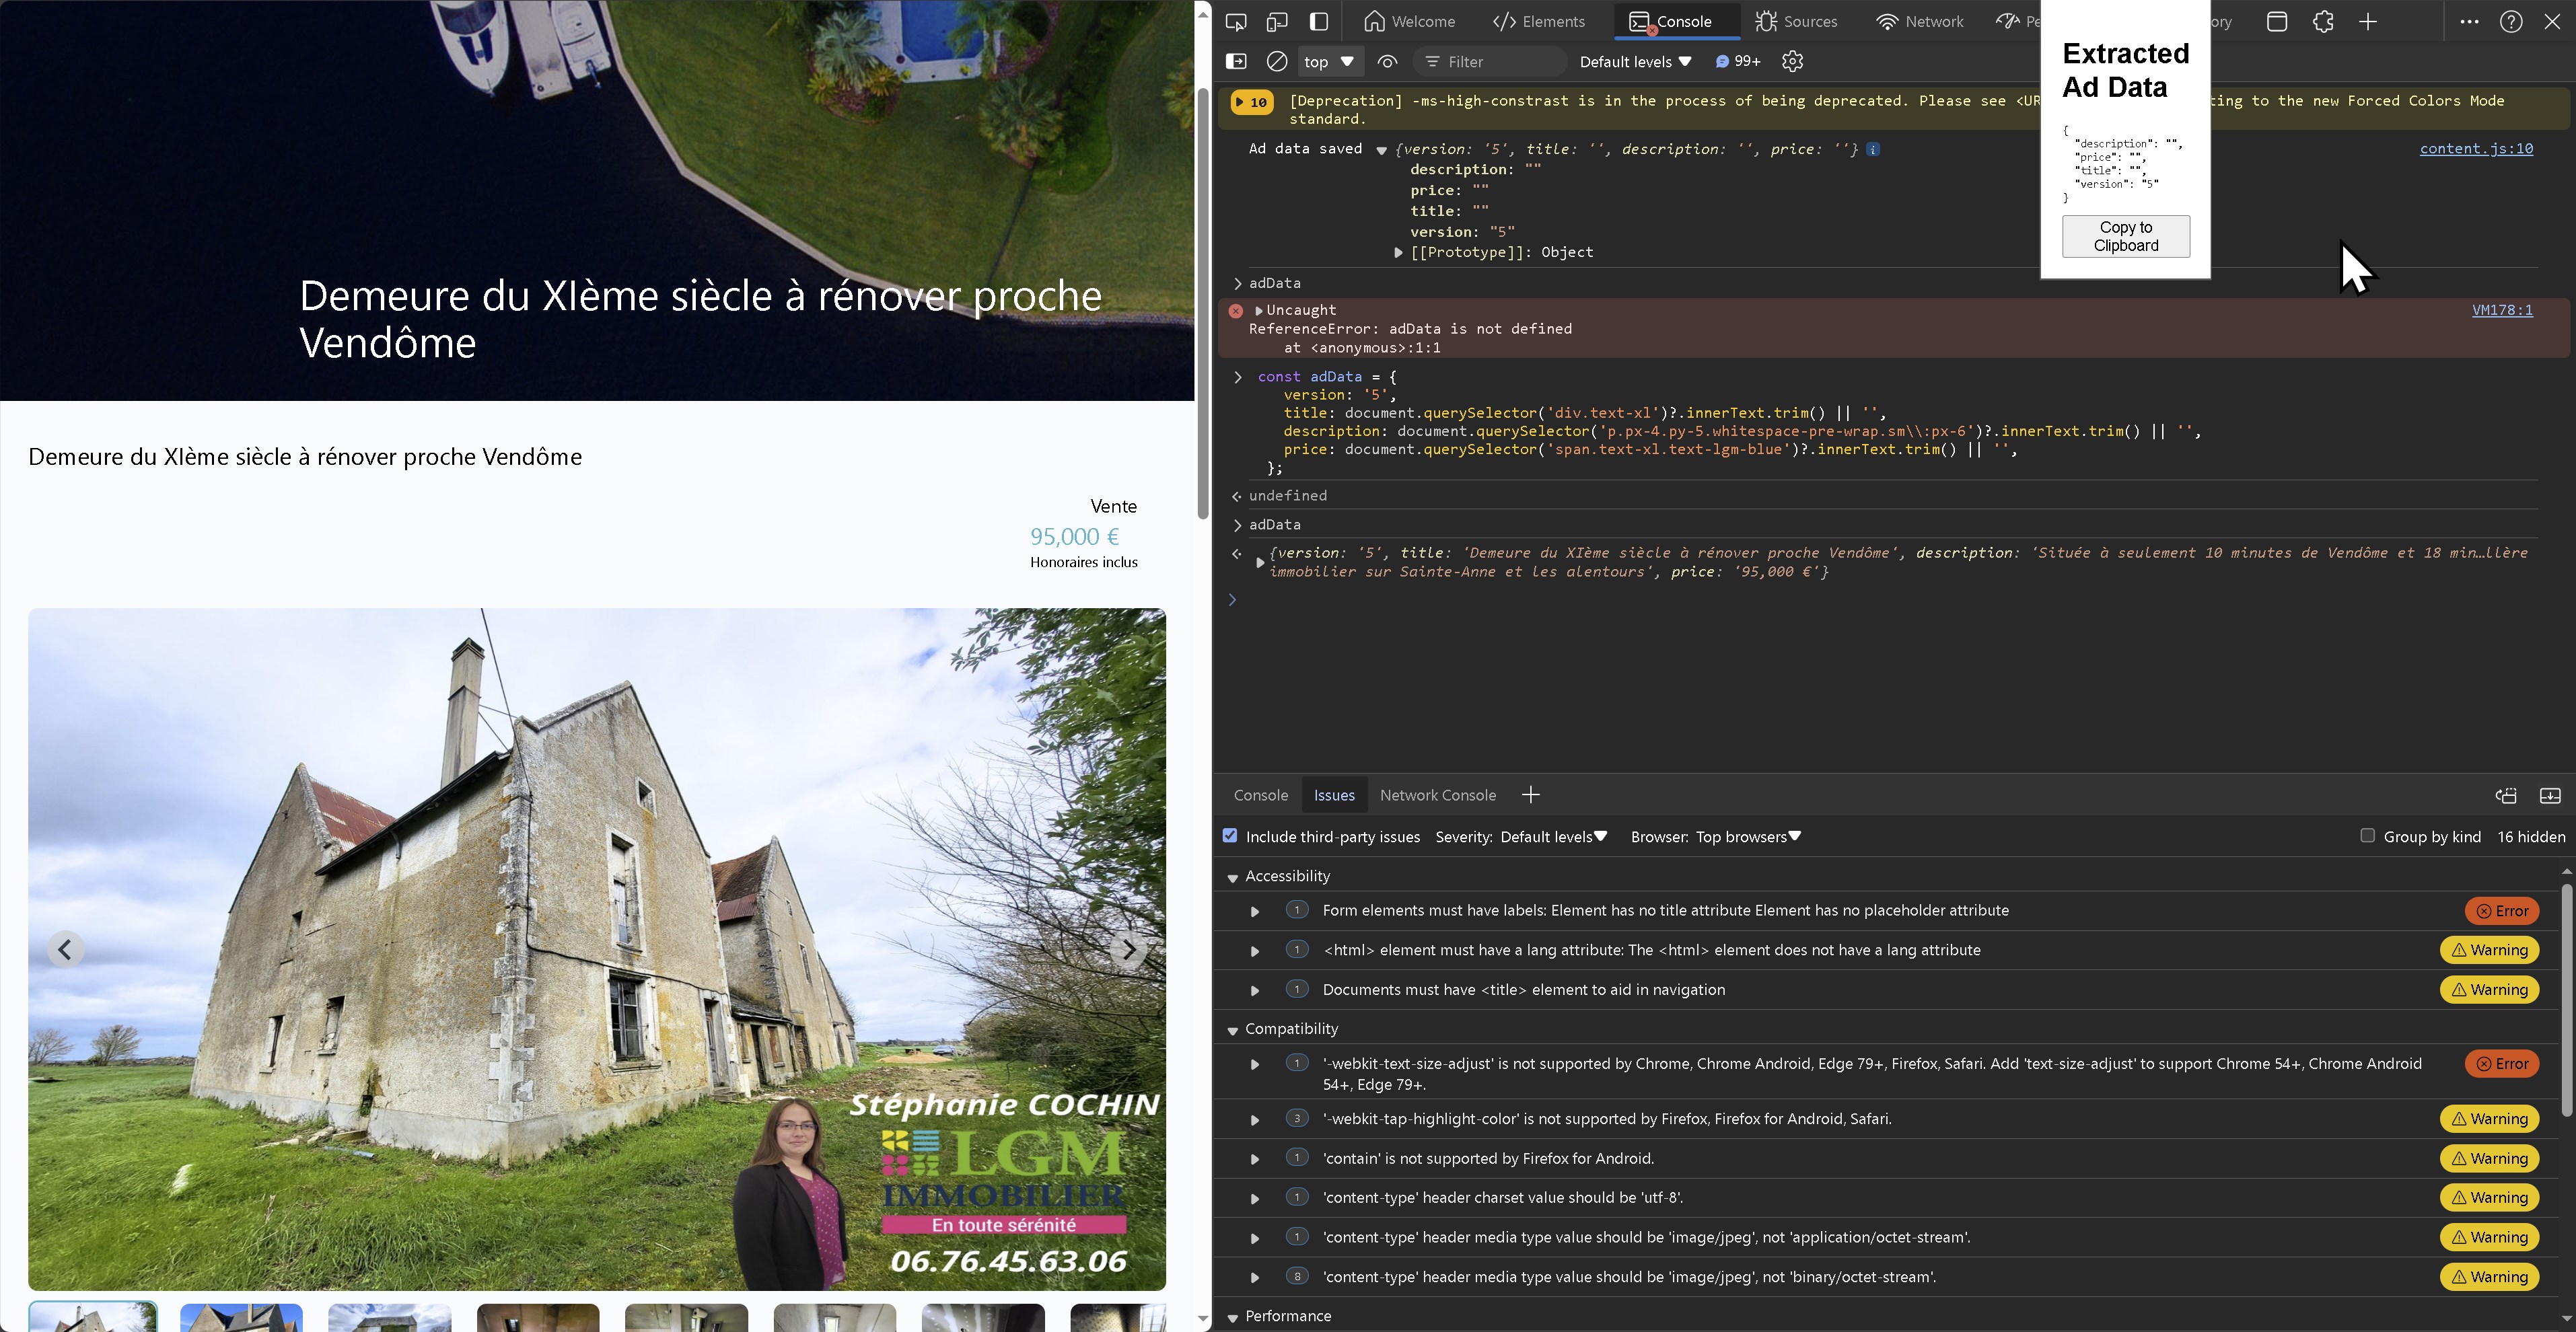 Demeure du XIème siècle à rénover proche
Vendôme
Demeure du XIème siècle à rénover proche Vendôme
Vente
95,000 €
Honoraires inclus
Stéphanie COCHIN
LGM
IMMOBILIER
En toute sérénité
06.76.45.63.06
Welcome
Elements
Console
Sources
Network
Pe
ory
top
Filter
Default levels
99+
Extracted
Ad Data
{
"description": "",
"price": "",
"title": "",
"version": "5"
}
Copy to
Clipboard
10 [Deprecation] -ms-high-constrast is in the process of being deprecated. Please see <UR ting to the new Forced Colors Mode
standard.
Ad data saved {version: '5', title: '', description: '', price: ''} content.js:10
description: ""
price: ""
title: ""
version: "5"
[[Prototype]]: Object
adData
Uncaught VM178:1
ReferenceError: adData is not defined
at <anonymous>:1:1
const adData = {
version: '5',
title: document.querySelector('div.text-xl')?.innerText.trim() || '',
description: document.querySelector('p.px-4.py-5.whitespace-pre-wrap.sm\\:px-6')?.innerText.trim() || '',
price: document.querySelector('span.text-xl.text-lgm-blue')?.innerText.trim() || '',
};
undefined
adData
{version: '5', title: 'Demeure du XIème siècle à rénover proche Vendôme', description: 'Située à seulement 10 minutes de Vendôme et 18 min…llère
immobilier sur Sainte-Anne et les alentours', price: '95,000 €'}
Console
Issues
Network Console
Include third-party issues Severity: Default levels Browser: Top browsers Group by kind 16 hidden
Accessibility
1 Form elements must have labels: Element has no title attribute Element has no placeholder attribute Error
1 <html> element must have a lang attribute: The <html> element does not have a lang attribute Warning
1 Documents must have <title> element to aid in navigation Warning
Compatibility
1 '-webkit-text-size-adjust' is not supported by Chrome, Chrome Android, Edge 79+, Firefox, Safari. Add 'text-size-adjust' to support Chrome 54+, Chrome Android Error
54+, Edge 79+.
3 '-webkit-tap-highlight-color' is not supported by Firefox, Firefox for Android, Safari. Warning
1 'contain' is not supported by Firefox for Android. Warning
1 'content-type' header charset value should be 'utf-8'. Warning
1 'content-type' header media type value should be 'image/jpeg', not 'application/octet-stream'. Warning
8 'content-type' header media type value should be 'image/jpeg', not 'binary/octet-stream'. Warning
Performance